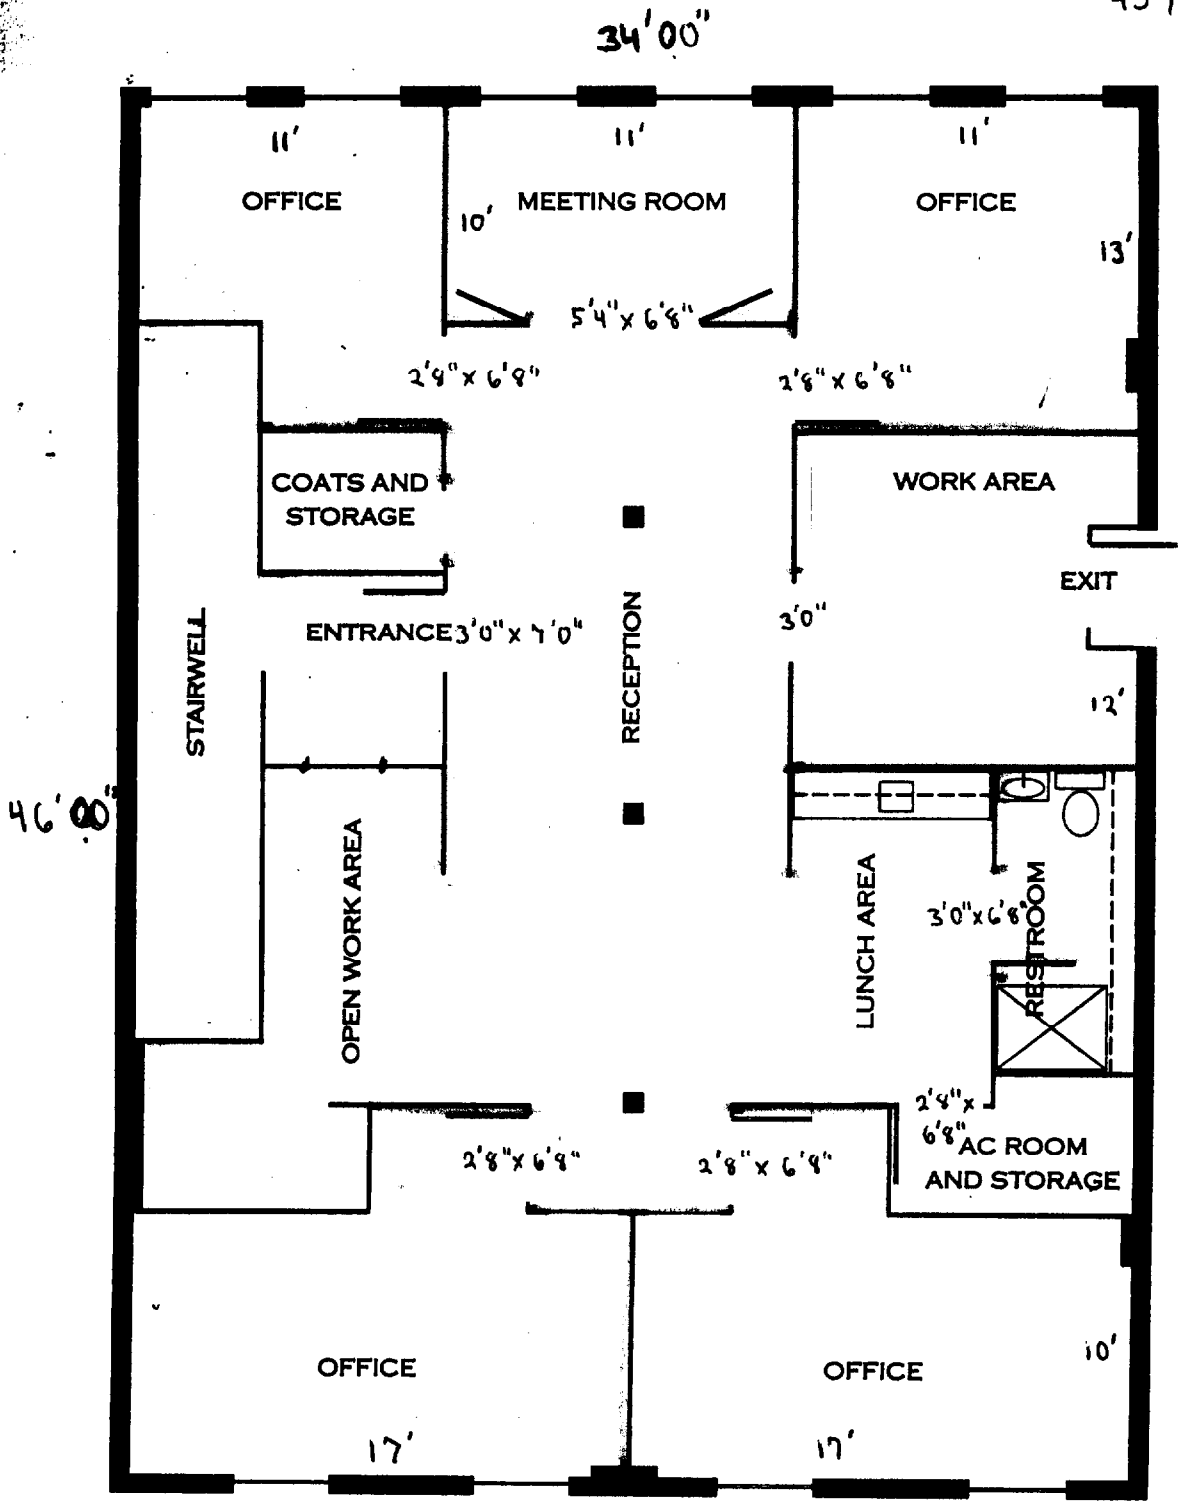 34'00"
11'
11'
11'
OFFICE
MEETING ROOM
OFFICE
10'
13'
5'4" x 6'8"
2'8" x 6'8"
2'8" x 6'8"
COATS AND
STORAGE
WORK AREA
EXIT
ENTRANCE
3'0" x 7'0"
RECEPTION
3'0"
STAIRWELL
12'
46'00"
OPEN WORK AREA
LUNCH AREA
3'0" x 6'8"
RESTROOM
2'8" x
6'8"
AC ROOM
AND STORAGE
2'8" x 6'8"
2'8" x 6'8"
OFFICE
OFFICE
10'
17'
17'